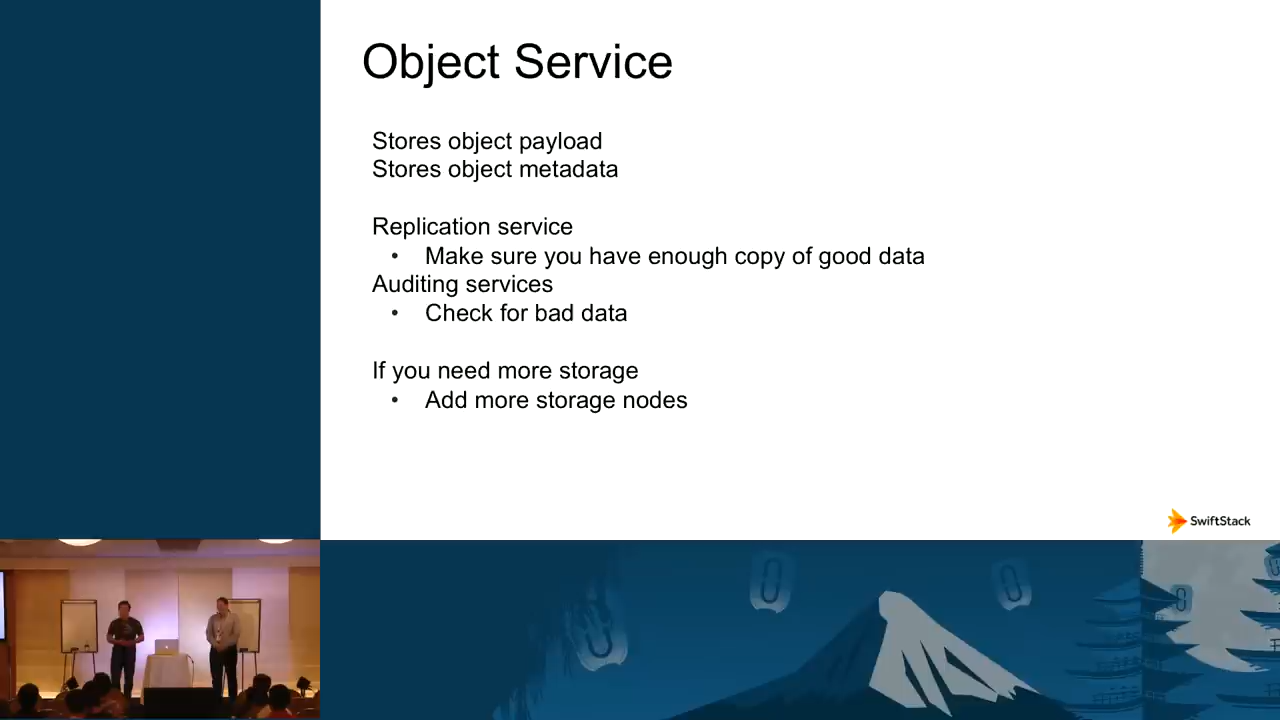 Object Service
Stores object payload
Stores object metadata
Replication service
• Make sure you have enough copy of good data
Auditing services
• Check for bad data
If you need more storage
• Add more storage nodes
SwiftStack